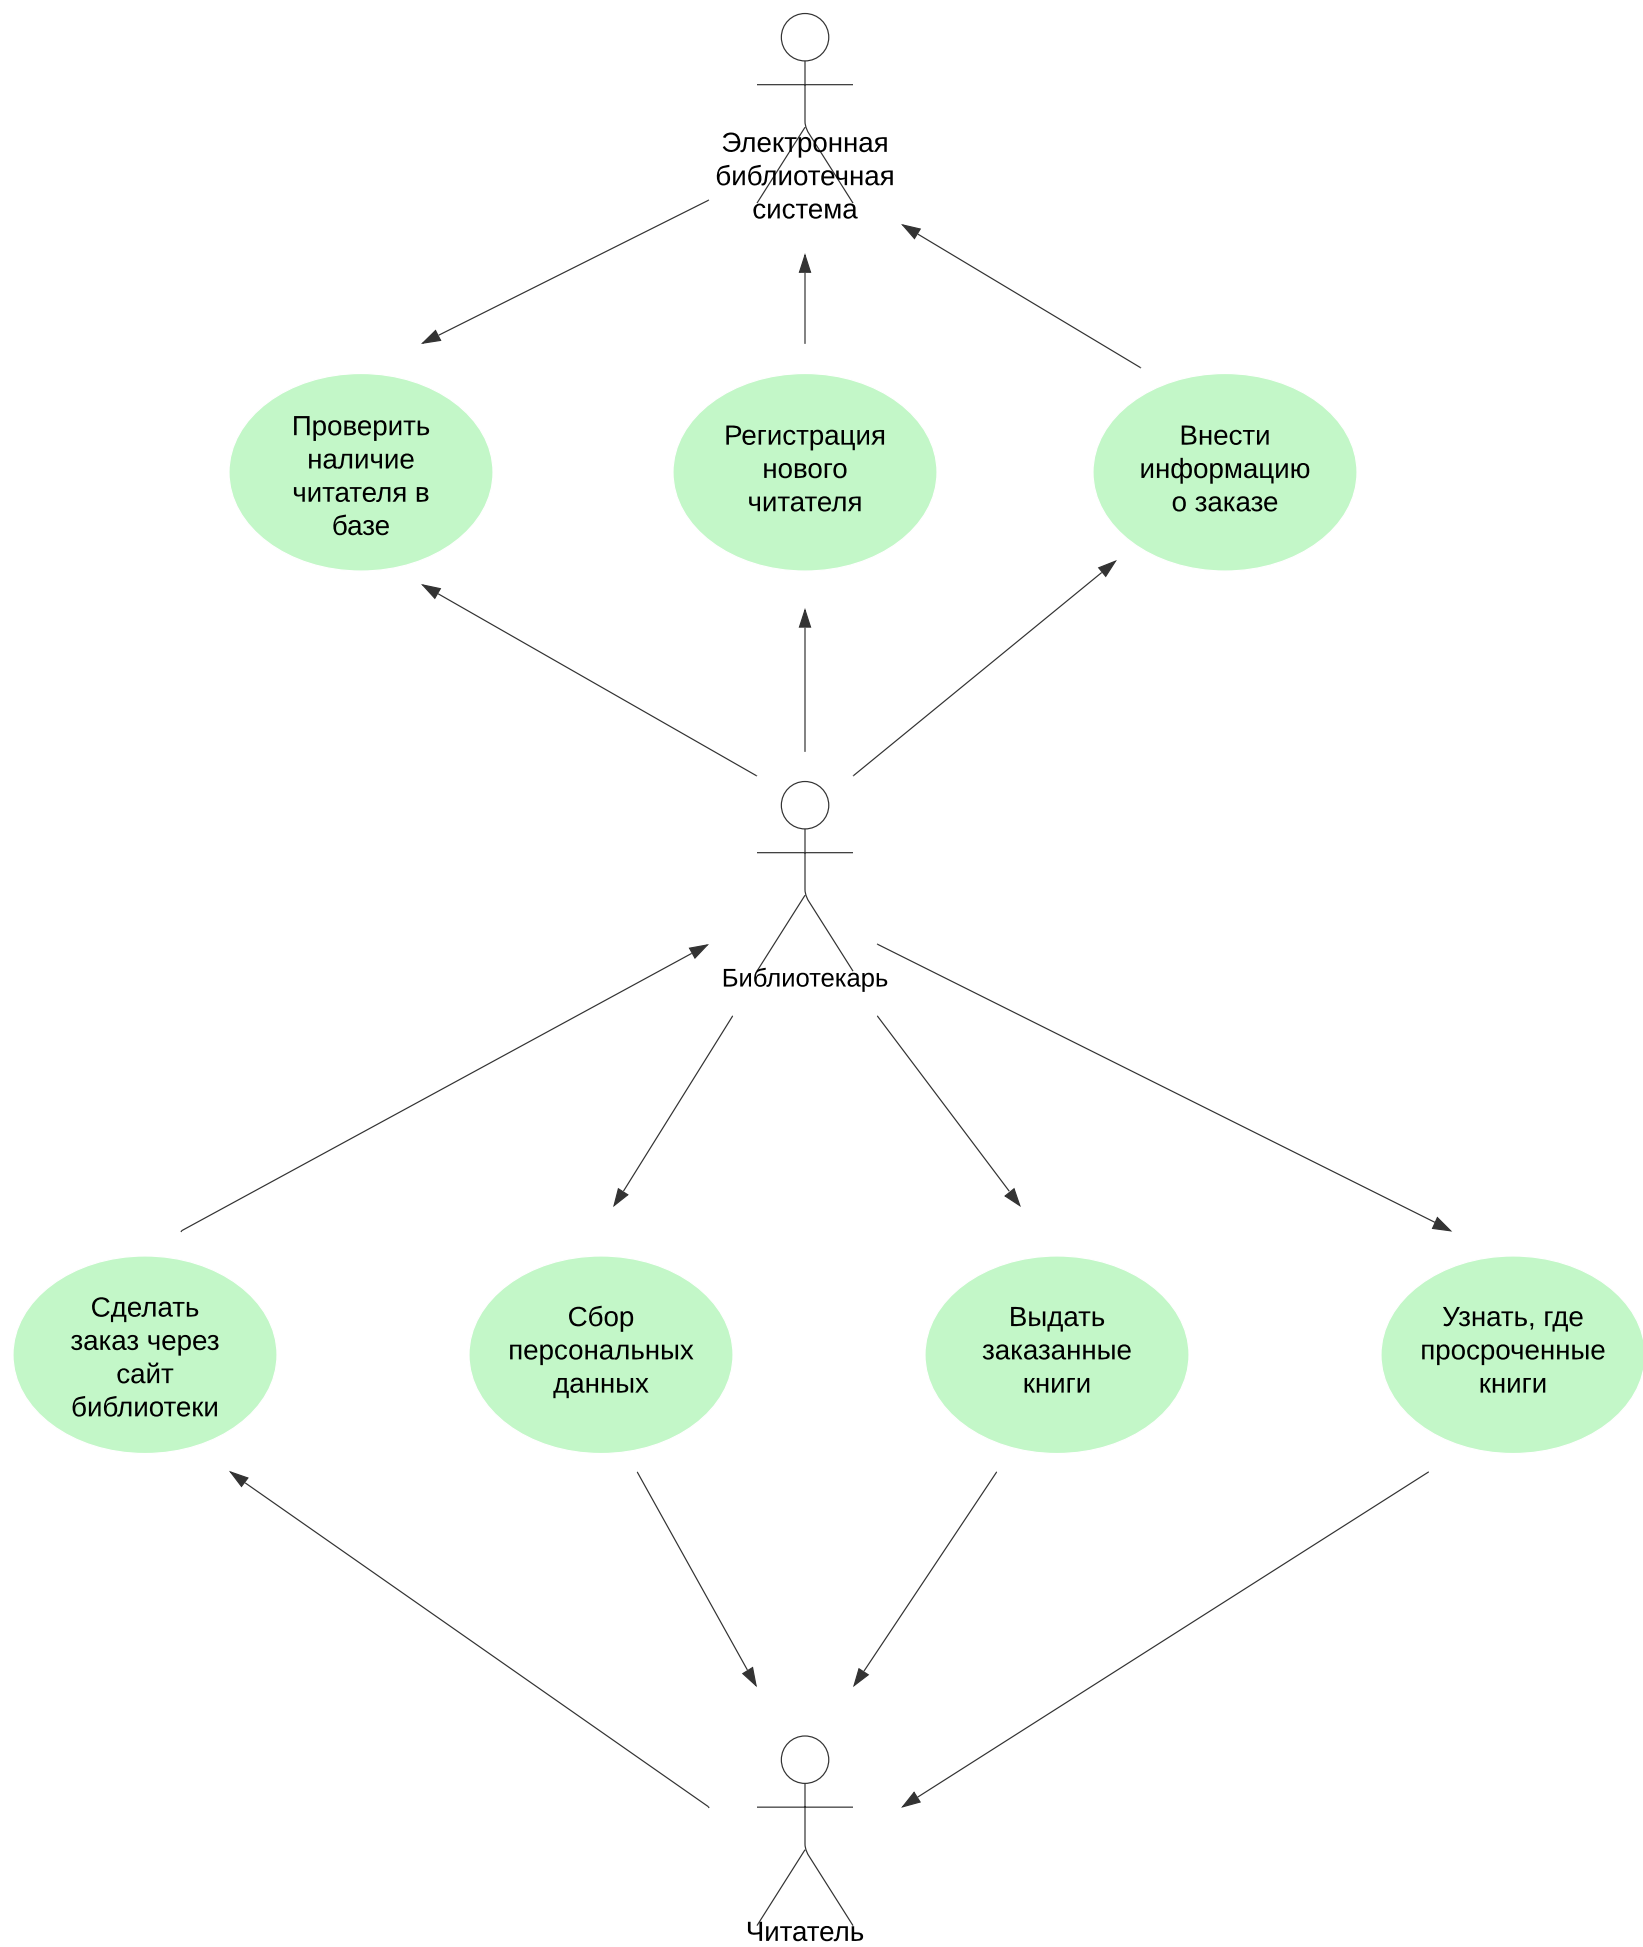 Электронная
библиотечная
система
Проверить
наличие
читателя в
базе
Регистрация
нового
читателя
Внести
информацию
о заказе
Библиотекарь
Сделать
заказ через
сайт
библиотеки
Сбор
персональных
данных
Выдать
заказанные
книги
Узнать, где
просроченные
книги
Читатель